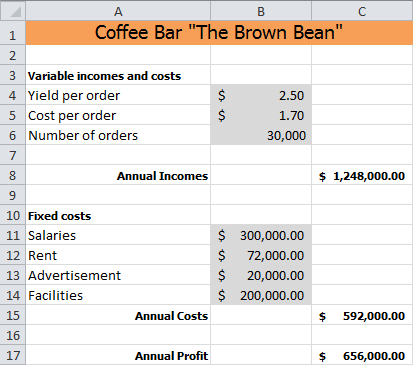 A B C
1 Coffee Bar "The Brown Bean"
2
3 Variable incomes and costs
4 Yield per order $ 2.50
5 Cost per order $ 1.70
6 Number of orders 30,000
7
8 Annual Incomes $ 1,248,000.00
9
10 Fixed costs
11 Salaries $ 300,000.00
12 Rent $ 72,000.00
13 Advertisement $ 20,000.00
14 Facilities $ 200,000.00
15 Annual Costs $ 592,000.00
16
17 Annual Profit $ 656,000.00